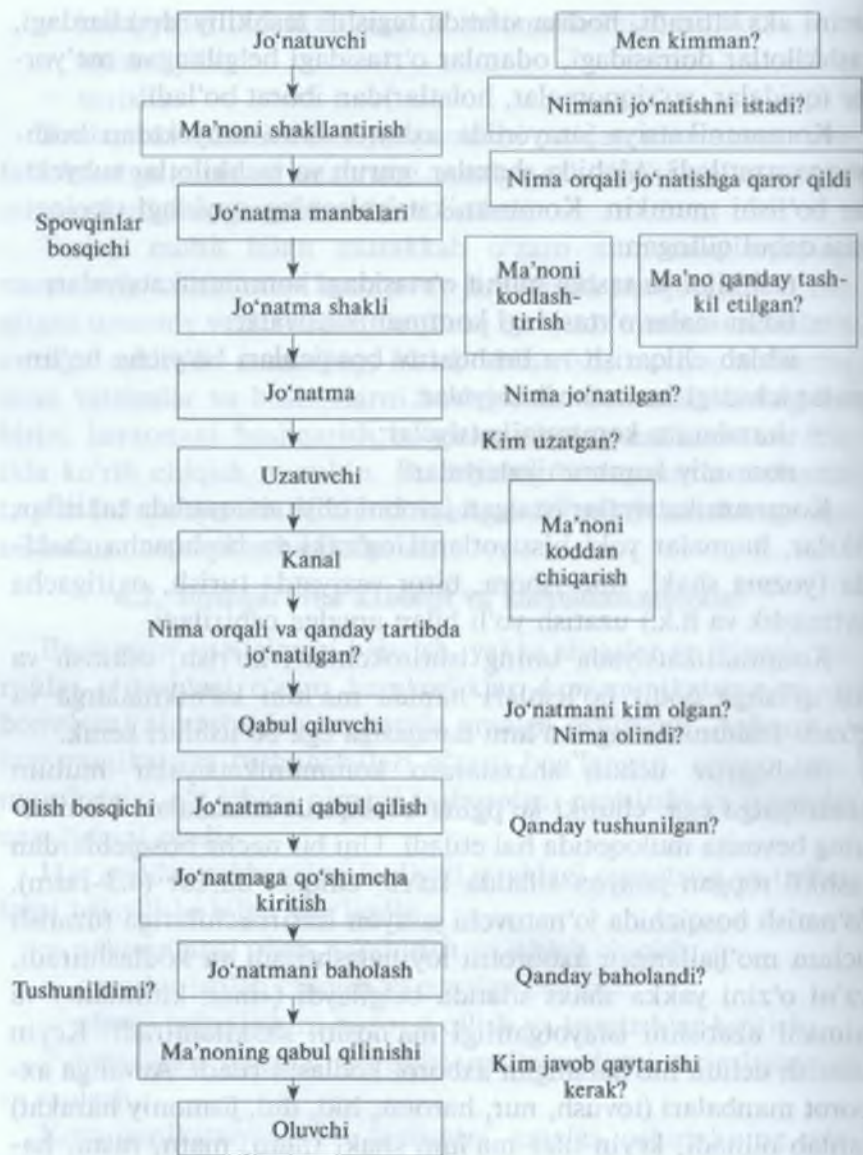 Jo‘natuvchi
Men kimman?
Ma’noni shakllantirish
Nimani jo‘natishni istadi?
Jo‘natma manbalari
Nima orqali jo‘natishga qaror qildi
Spovqinlar
bosqichi
Jo‘natma shakli
Ma’noni
kodlash-
tirish
Ma’no qanday tash-
kil etilgan?
Jo‘natma
Nima jo‘natilgan?
Uzatuvchi
Kim uzatgan?
Kanal
Ma’noni
koddan
chiqarish
Nima orqali va qanday tartibda
jo‘natilgan?
Qabul qiluvchi
Jo‘natmani kim olgan?
Nima olindi?
Olish bosqichi
Jo‘natmani qabul qilish
Qanday tushunilgan?
Jo‘natmaga qo‘shimcha
kiritish
Jo‘natmani baholash
Qanday baholandi?
Tushunildimi?
Ma’noning qabul qilinishi
Kim javob qaytarishi
kerak?
Oluvchi